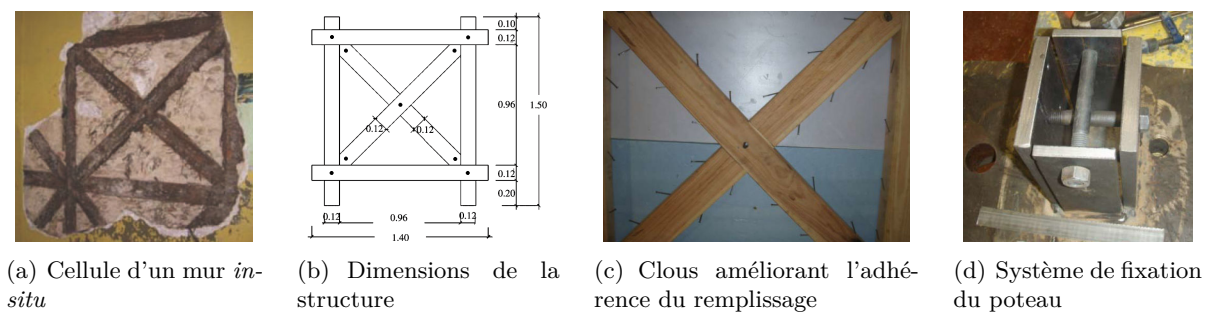 0.10
0.12
0.96
1.50
0.12
0.12
0.12
0.20
0.12
0.96
0.12
1.40
(a) Cellule d'un mur in-
situ
(b) Dimensions de la
structure
(c) Clous améliorant l'adhé-
rence du remplissage
(d) Système de fixation
du poteau